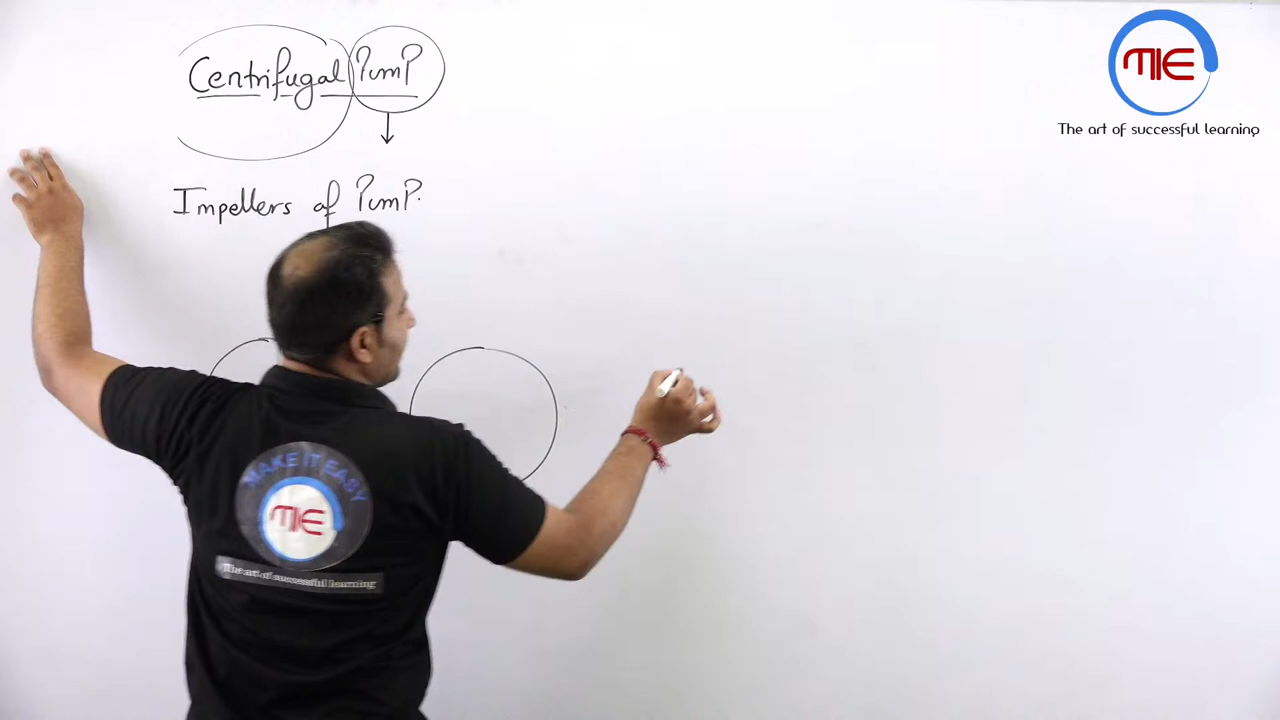 Centrifugal PumP
Impellers of PumP.
MIE
The art of successful learning
MAKE IT EASY
MIE
The art of successful learning